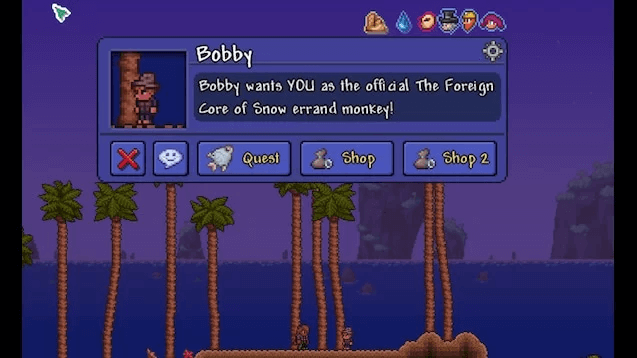 Bobby
Bobby wants YOU as the official The Foreign
Core of Snow errand monkey!
Quest
Shop
Shop 2